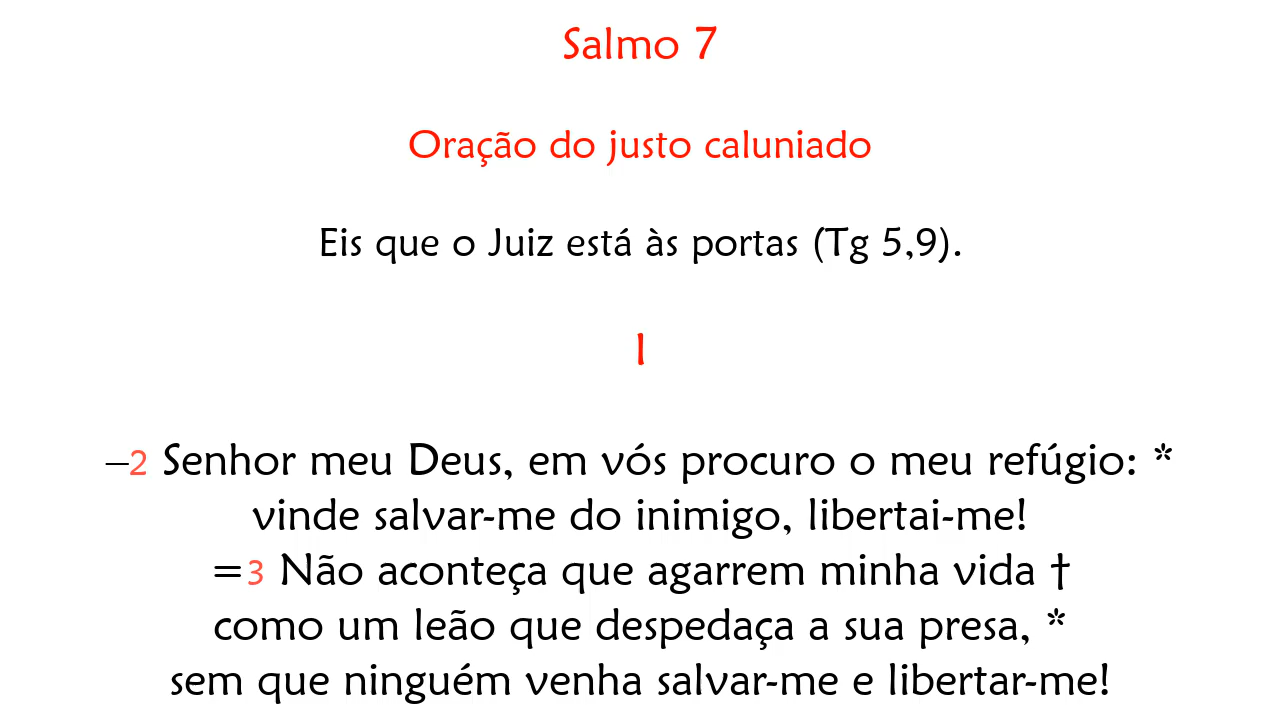 Salmo 7
Oração do justo caluniado
Eis que o Juiz está às portas (Tg 5,9).
I
–2 Senhor meu Deus, em vós procuro o meu refúgio: *
vinde salvar-me do inimigo, libertai-me!
=3 Não aconteça que agarrem minha vida †
como um leão que despedaça a sua presa, *
sem que ninguém venha salvar-me e libertar-me!